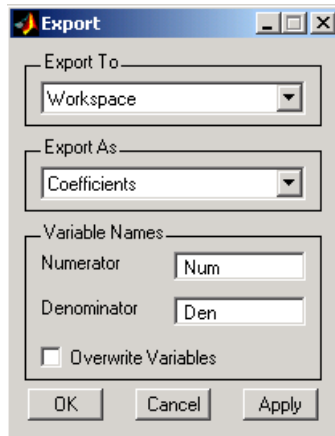 Export
Export To
Workspace
Export As
Coefficients
Variable Names
Numerator Num
Denominator Den
Overwrite Variables
OK Cancel Apply